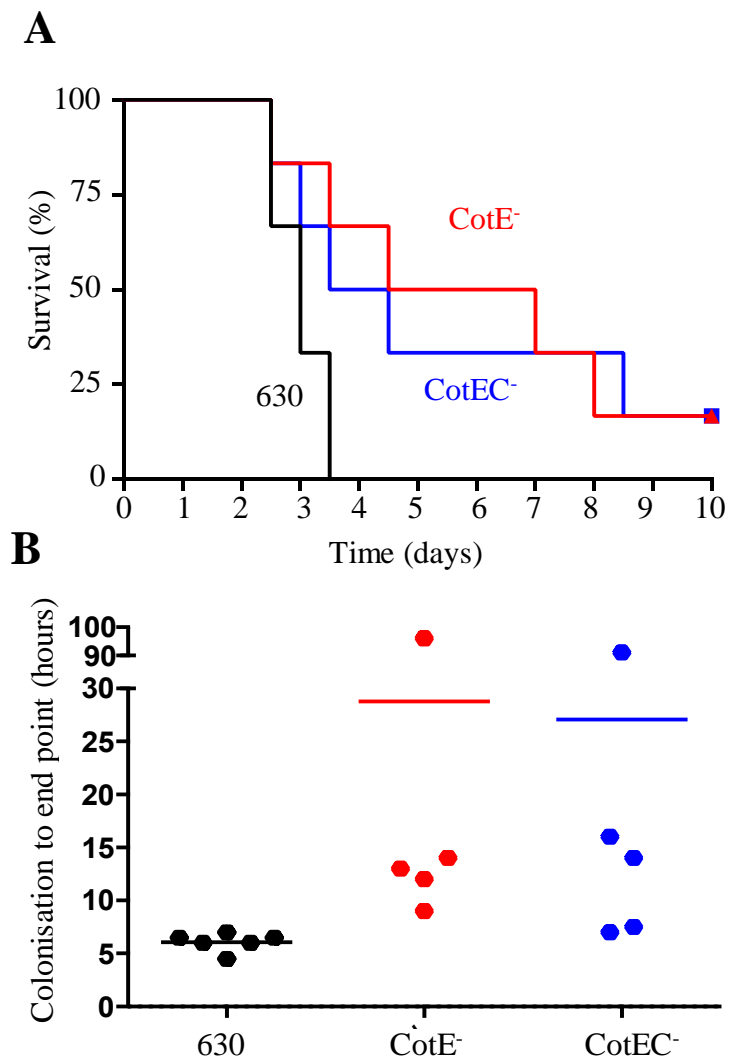 A
100
75
50
25
0
Survival (%)
CotE⁻
CotEC⁻
630
0 1 2 3 4 5 6 7 8 9 10
Time (days)
B
100
90
30
25
20
15
10
5
0
Colonisation to end point (hours)
630 CotE⁻ CotEC⁻